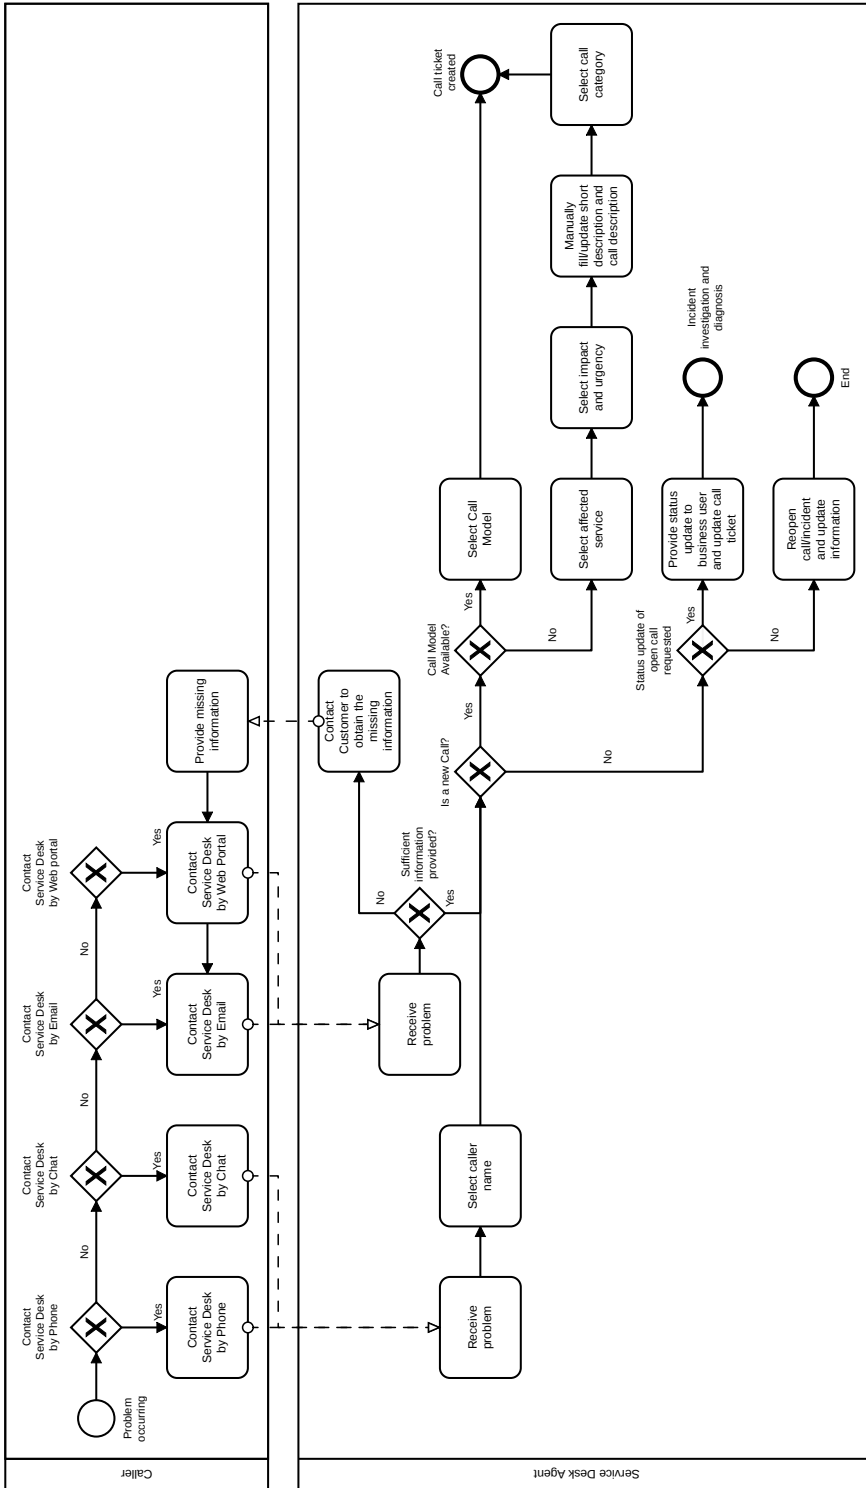 Caller
Problem
occurring
Contact
Service Desk
by Phone
Yes
Contact
Service Desk
by Phone
No
Contact
Service Desk
by Chat
Yes
Contact
Service Desk
by Chat
No
Contact
Service Desk
by Email
Yes
Contact
Service Desk
by Email
No
Contact
Service Desk
by Web portal
Yes
Contact
Service Desk
by Web Portal
Provide missing
information
Service Desk Agent
Receive
problem
Select caller
name
Receive
problem
Sufficient
information
provided?
No
Yes
Contact
Customer to
obtain the
missing
information
Is a new Call?
Yes
No
Call Model
Available?
Yes
No
Select Call
Model
Call ticket
created
Select affected
service
Select impact
and urgency
Manually
fill/update short
description and
call description
Select call
category
Status update of
open call
requested
Yes
No
Provide status
update to
business user
and update call
ticket
Incident
investigation and
diagnosis
Reopen
call/incident
and update
information
End